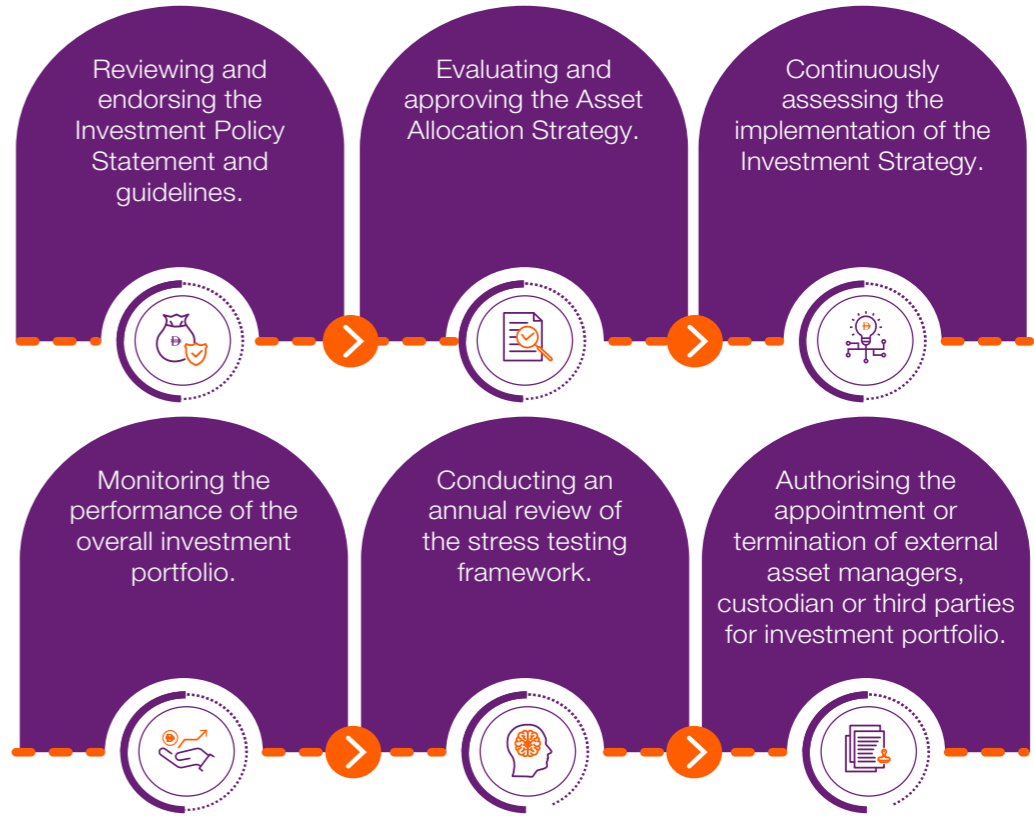 Reviewing and
endorsing the
Investment Policy
Statement and
guidelines.
Evaluating and
approving the Asset
Allocation Strategy.
Continuously
assessing the
implementation of the
Investment Strategy.
Monitoring the
performance of the
overall investment
portfolio.
Conducting an
annual review of
the stress testing
framework.
Authorising the
appointment or
termination of external
asset managers,
custodian or third parties
for investment portfolio.